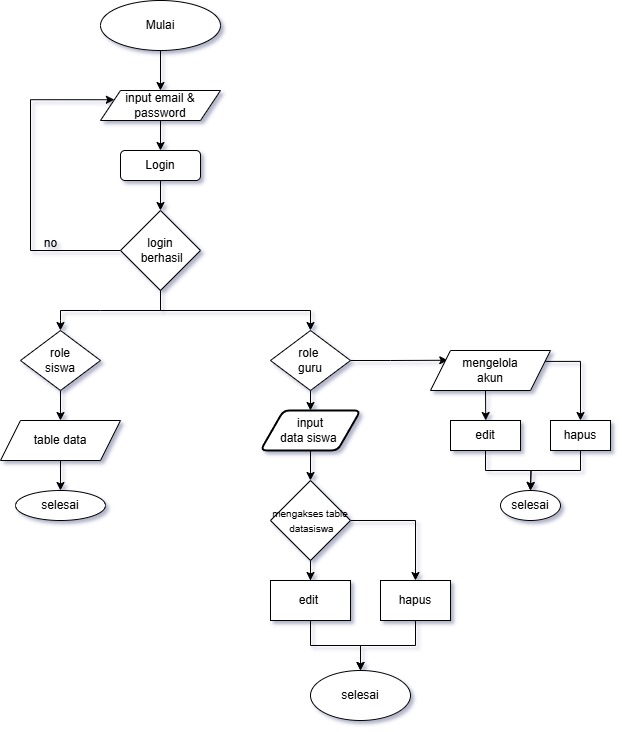 Mulai
input email &
password
Login
login
berhasil
no
role
siswa
role
guru
mengelola
akun
table data
input
data siswa
edit
hapus
selesai
selesai
mengakses table
datasiswa
edit
hapus
selesai